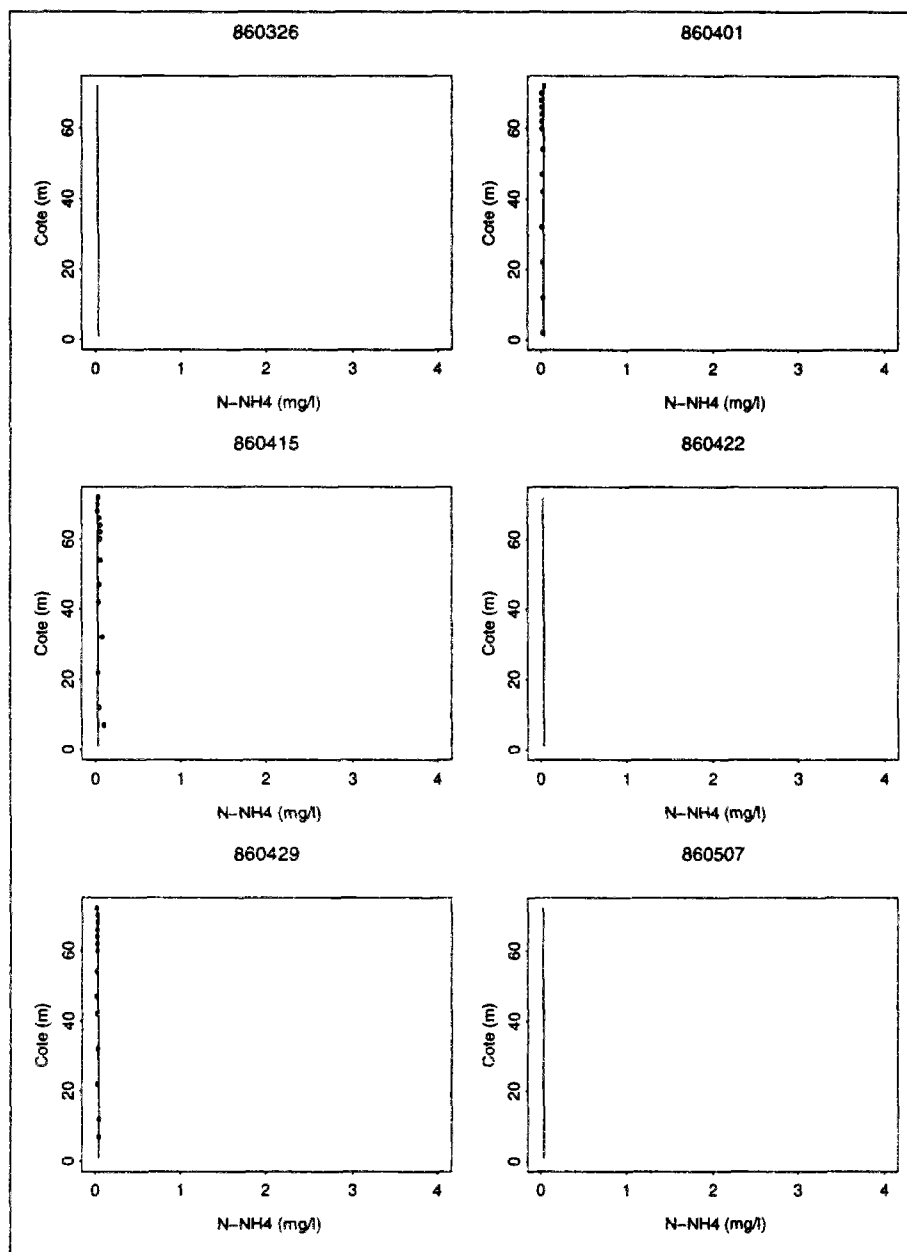 860326
60
40
20
0
Cote (m)
0 1 2 3 4
N-NH4 (mg/l)
860401
60
40
20
0
Cote (m)
0 1 2 3 4
N-NH4 (mg/l)
860415
60
40
20
0
Cote (m)
0 1 2 3 4
N-NH4 (mg/l)
860422
60
40
20
0
Cote (m)
0 1 2 3 4
N-NH4 (mg/l)
860429
60
40
20
0
Cote (m)
0 1 2 3 4
N-NH4 (mg/l)
860507
60
40
20
0
Cote (m)
0 1 2 3 4
N-NH4 (mg/l)